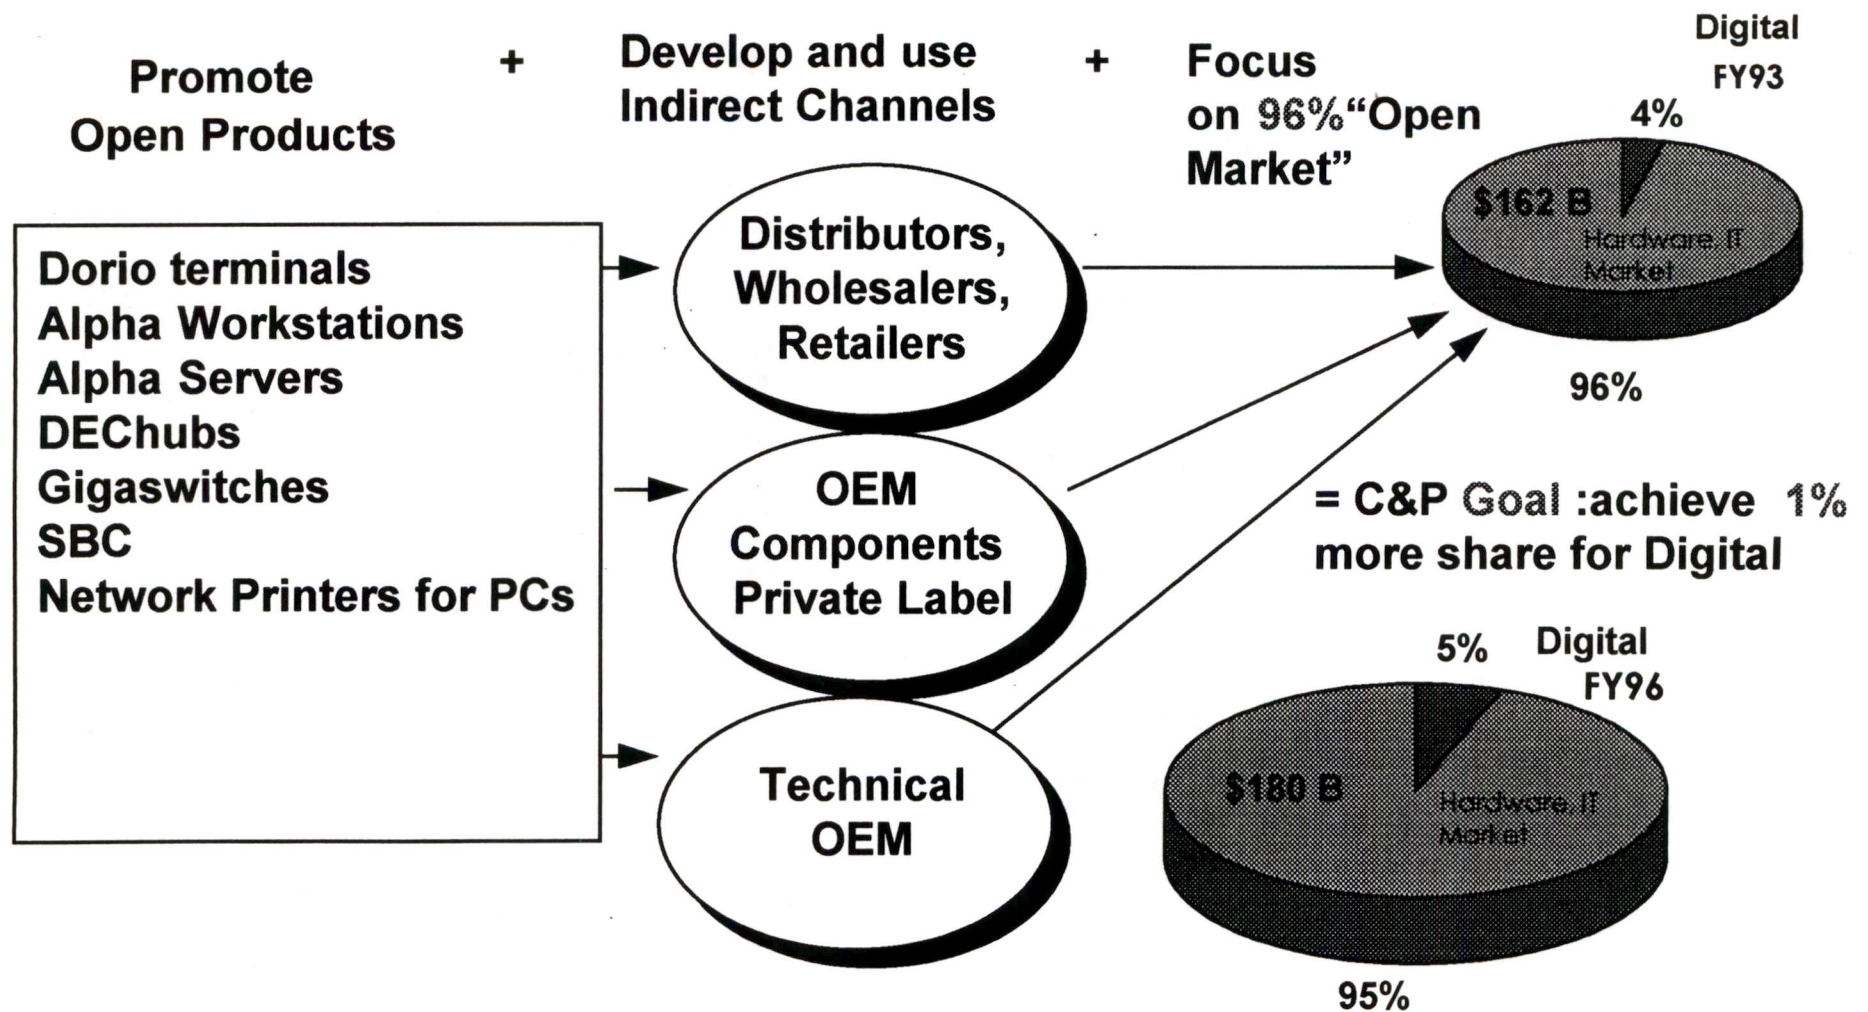 Promote
Open Products
+
Develop and use
Indirect Channels
+
Focus
on 96%“Open
Market”
Digital
FY93
4%
$162 B
Hardware, IT
Market
96%
Dorio terminals
Alpha Workstations
Alpha Servers
DEChubs
Gigaswitches
SBC
Network Printers for PCs
Distributors,
Wholesalers,
Retailers
OEM
Components
Private Label
Technical
OEM
= C&P Goal :achieve 1%
more share for Digital
5%
Digital
FY96
$180 B
Hardware, IT
Market
95%